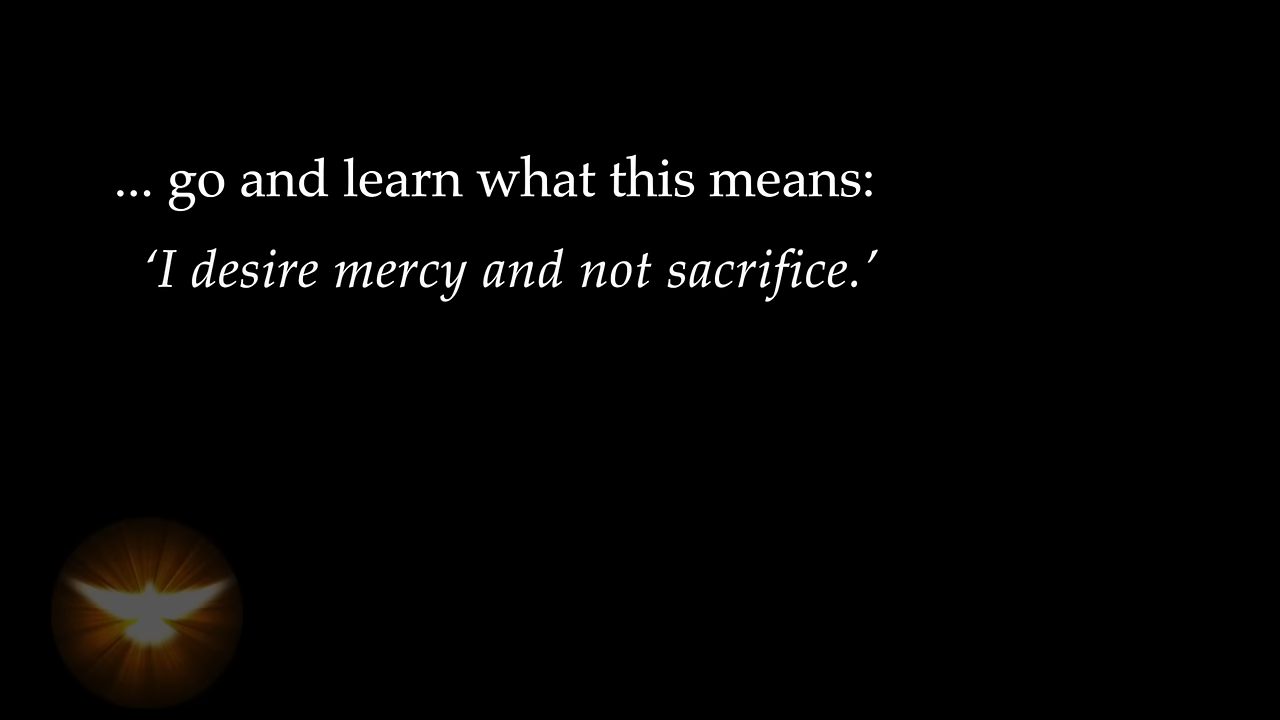 ... go and learn what this means:
‘I desire mercy and not sacrifice.’